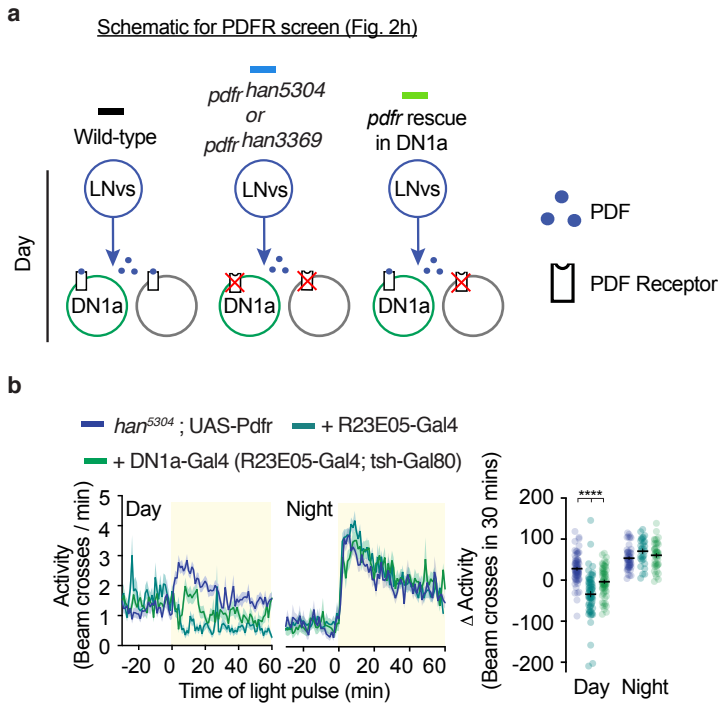 a
Schematic for PDFR screen (Fig. 2h)
Wild-type
pdfr han5304
or
pdfr han3369
pdfr rescue
in DN1a
Day
LNvs
LNvs
LNvs
DN1a
DN1a
DN1a
PDF
PDF Receptor
b
han5304 ; UAS-Pdfr
+ R23E05-Gal4
+ DN1a-Gal4 (R23E05-Gal4; tsh-Gal80)
Activity
(Beam crosses / min)
5
4
3
2
1
0
Day
Night
-20 0 20 40 60
-20 0 20 40 60
Time of light pulse (min)
Δ Activity
(Beam crosses in 30 mins)
200
100
0
-100
-200
****
Day Night